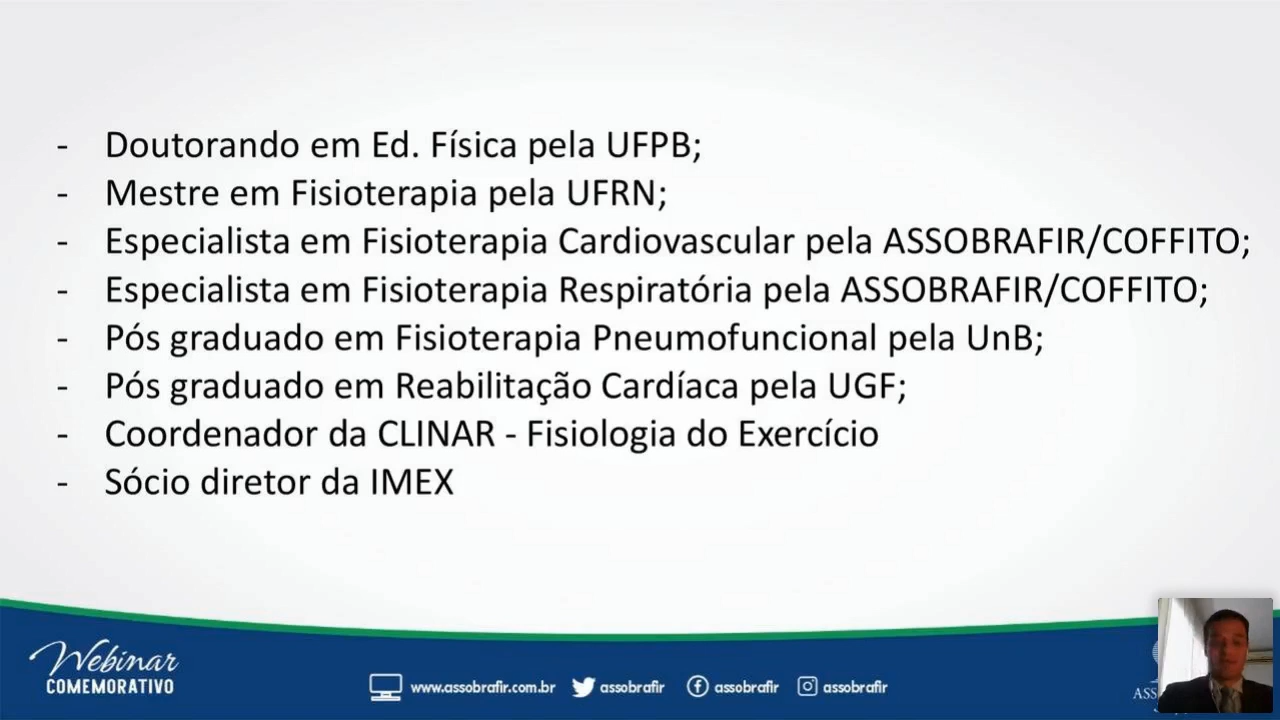 - Doutorando em Ed. Física pela UFPB;
- Mestre em Fisioterapia pela UFRN;
- Especialista em Fisioterapia Cardiovascular pela ASSOBRAFIR/COFFITO;
- Especialista em Fisioterapia Respiratória pela ASSOBRAFIR/COFFITO;
- Pós graduado em Fisioterapia Pneumofuncional pela UnB;
- Pós graduado em Reabilitação Cardíaca pela UGF;
- Coordenador da CLINAR - Fisiologia do Exercício
- Sócio diretor da IMEX
Webinar
COMEMORATIVO
www.assobrafir.com.br assobrafir assobrafir assobrafir